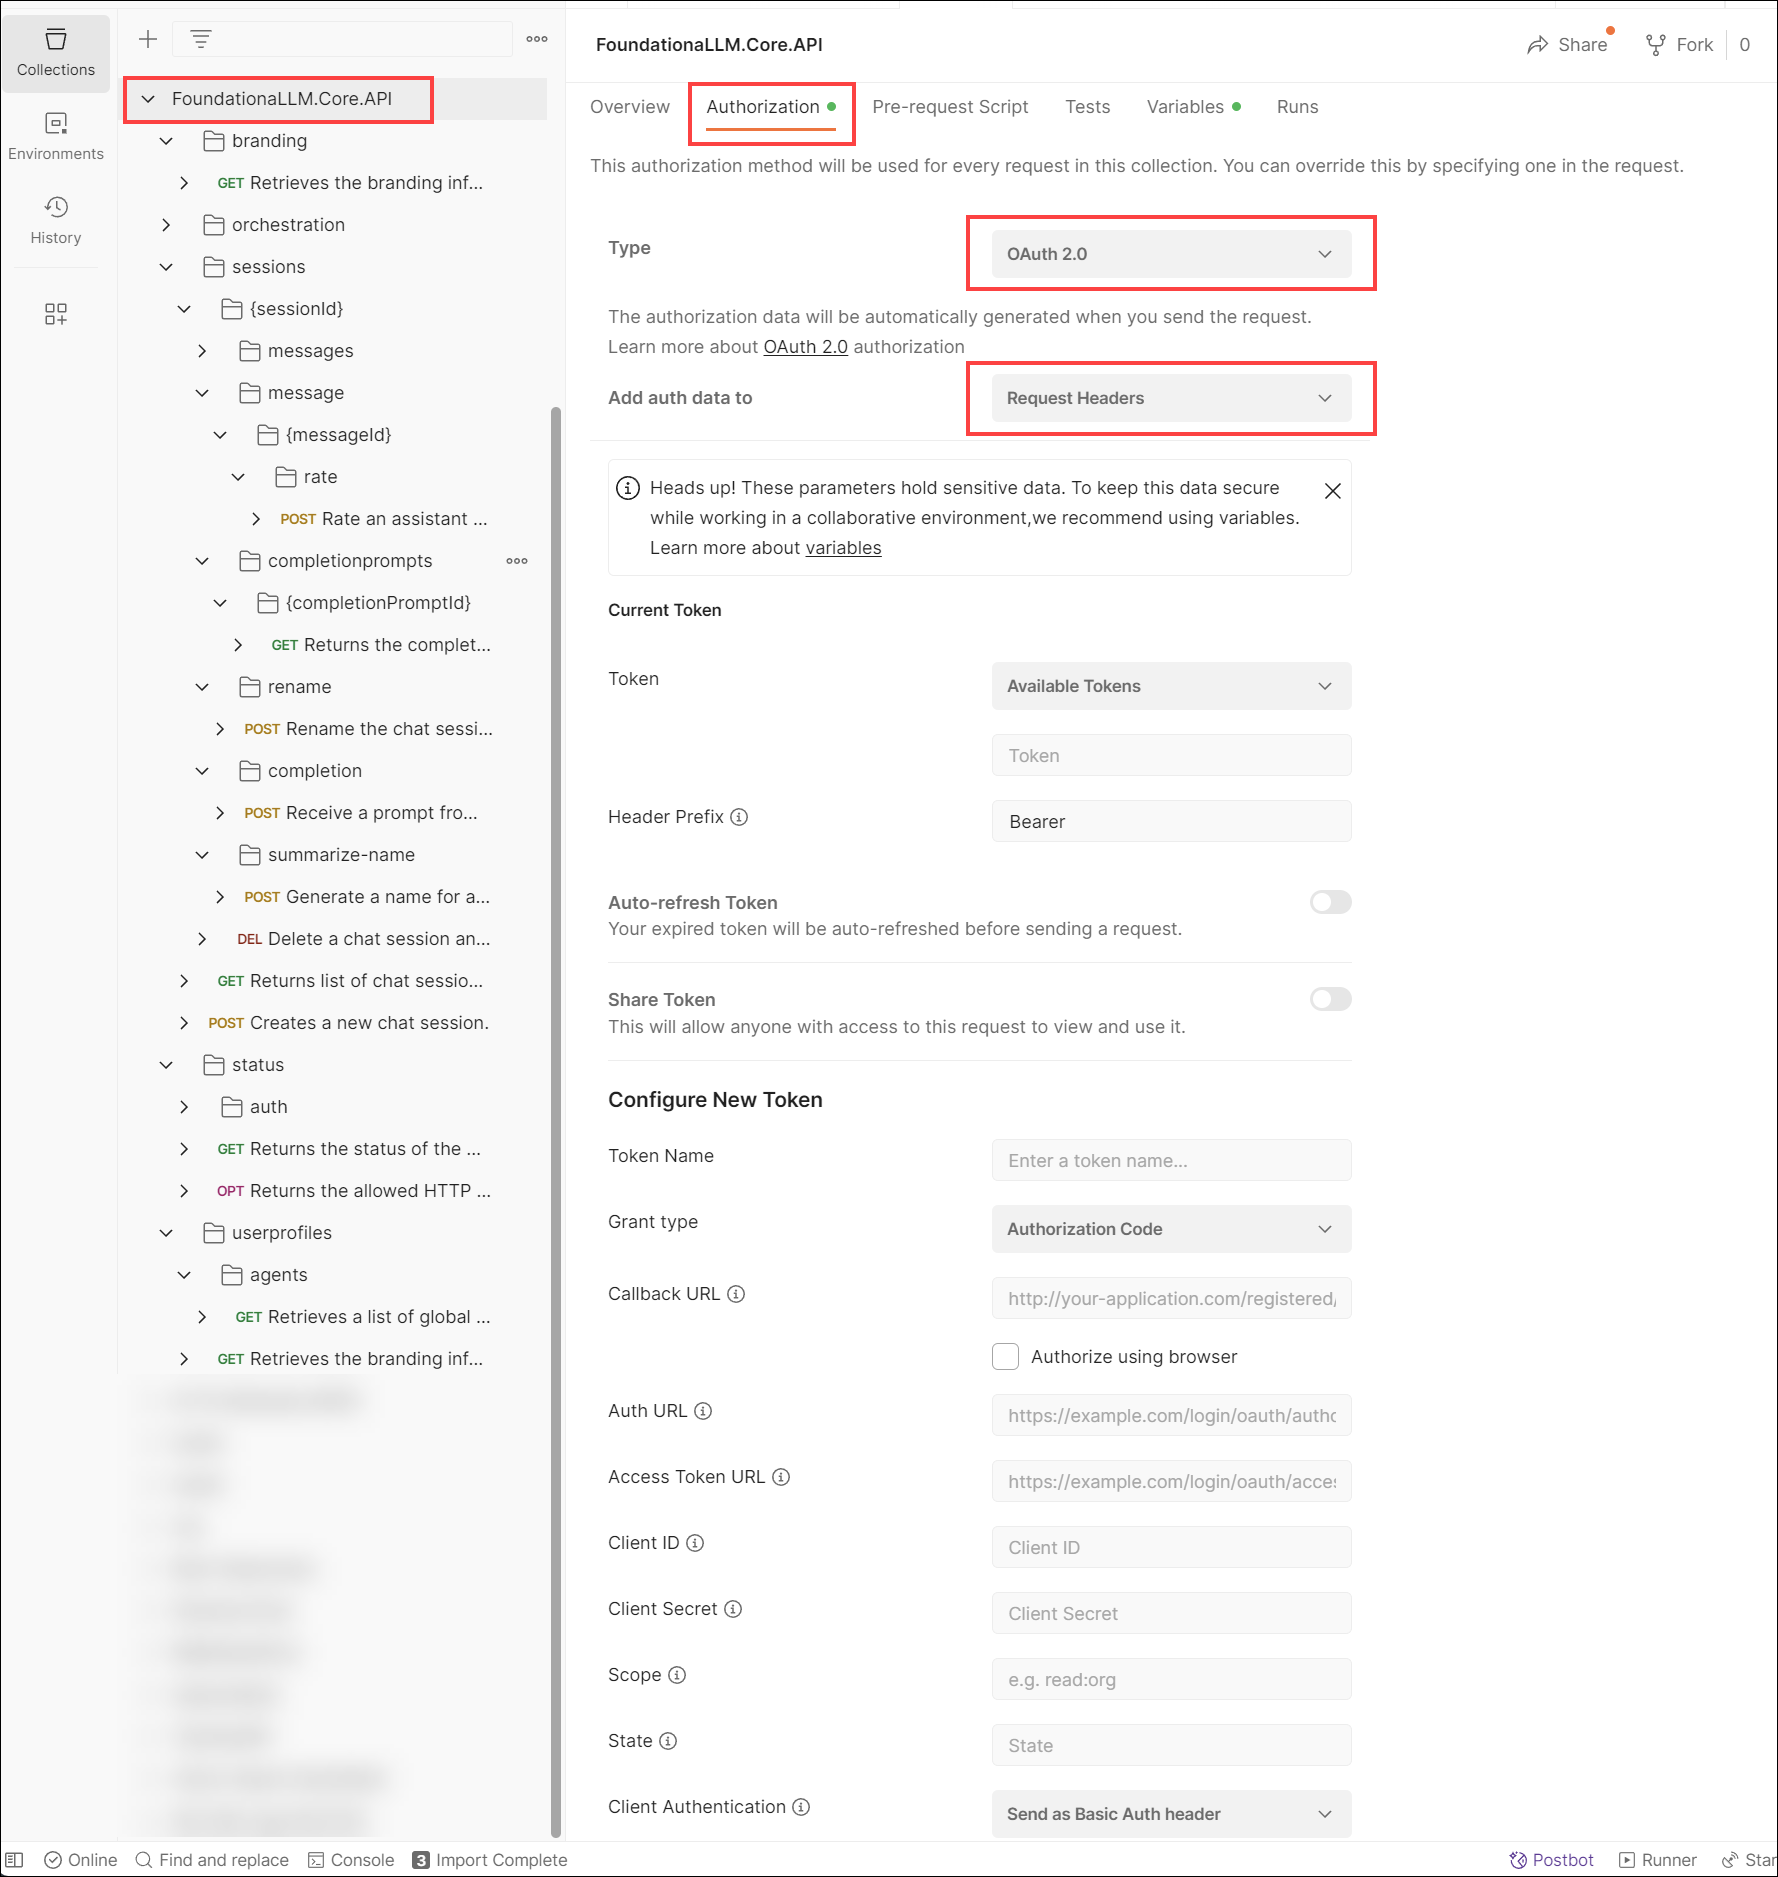 Collections
Environments
History
FoundationaLLM.Core.API
branding
GET Retrieves the branding inf...
orchestration
sessions
{sessionId}
messages
message
{messageId}
rate
POST Rate an assistant ...
completionprompts
{completionPromptId}
GET Returns the complet...
rename
POST Rename the chat sessi...
completion
POST Receive a prompt fro...
summarize-name
POST Generate a name for a...
DEL Delete a chat session an...
GET Returns list of chat sessio...
POST Creates a new chat session.
status
auth
GET Returns the status of the ...
OPT Returns the allowed HTTP ...
userprofiles
agents
GET Retrieves a list of global ...
GET Retrieves the branding inf...
FoundationaLLM.Core.API
Share
Fork 0
Overview Authorization Pre-request Script Tests Variables Runs
This authorization method will be used for every request in this collection. You can override this by specifying one in the request.
Type OAuth 2.0
The authorization data will be automatically generated when you send the request.
Learn more about OAuth 2.0 authorization
Add auth data to Request Headers
Heads up! These parameters hold sensitive data. To keep this data secure
while working in a collaborative environment,we recommend using variables.
Learn more about variables
Current Token
Token Available Tokens
Token
Header Prefix Bearer
Auto-refresh Token
Your expired token will be auto-refreshed before sending a request.
Share Token
This will allow anyone with access to this request to view and use it.
Configure New Token
Token Name Enter a token name...
Grant type Authorization Code
Callback URL http://your-application.com/registered/
Authorize using browser
Auth URL https://example.com/login/oauth/autho
Access Token URL https://example.com/login/oauth/acces
Client ID Client ID
Client Secret Client Secret
Scope e.g. read:org
State State
Client Authentication Send as Basic Auth header
Online Find and replace Console 3 Import Complete Postbot Runner Star